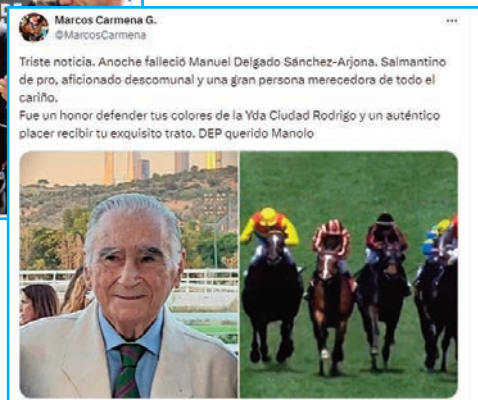 Marcos Carmena G.
@MarcosCarmena
Triste noticia. Anoche falleció Manuel Delgado Sánchez-Arjona. Salmantino
de pro, aficionado descomunal y una gran persona merecedora de todo el
cariño.
Fue un honor defender tus colores de la Yda Ciudad Rodrigo y un auténtico
placer recibir tu exquisito trato. DEP querido Manolo